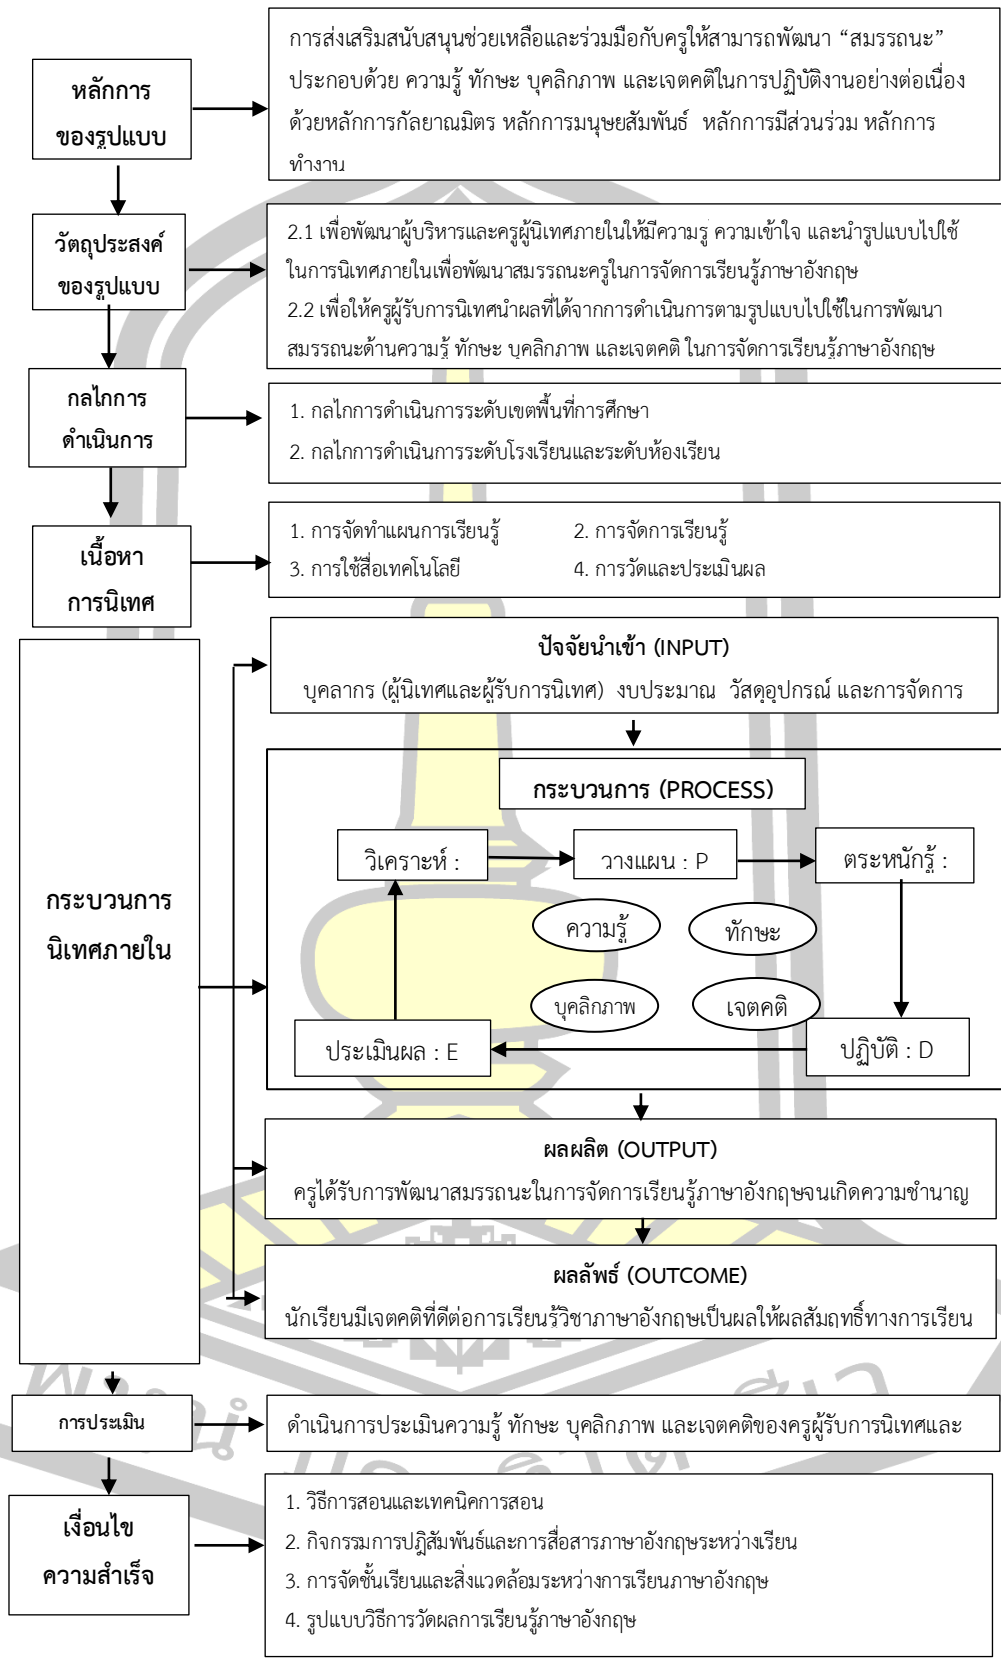 หลักการ
ของรูปแบบ
การส่งเสริมสนับสนุนช่วยเหลือและร่วมมือกับครูให้สามารถพัฒนา “สมรรถนะ”
ประกอบด้วย ความรู้ ทักษะ บุคลิกภาพ และเจตคติในการปฏิบัติงานอย่างต่อเนื่อง
ด้วยหลักการกัลยาณมิตร หลักการมนุษยสัมพันธ์ หลักการมีส่วนร่วม หลักการ
ทำงาน
วัตถุประสงค์
ของรูปแบบ
2.1 เพื่อพัฒนาผู้บริหารและครูผู้นิเทศภายในให้มีความรู้ ความเข้าใจ และนำรูปแบบไปใช้
ในการนิเทศภายในเพื่อพัฒนาสมรรถนะครูในการจัดการเรียนรู้ภาษาอังกฤษ
2.2 เพื่อให้ครูผู้รับการนิเทศนำผลที่ได้จากการดำเนินการตามรูปแบบไปใช้ในการพัฒนา
สมรรถนะด้านความรู้ ทักษะ บุคลิกภาพ และเจตคติ ในการจัดการเรียนรู้ภาษาอังกฤษ
กลไกการ
ดำเนินการ
1. กลไกการดำเนินการระดับเขตพื้นที่การศึกษา
2. กลไกการดำเนินการระดับโรงเรียนและระดับห้องเรียน
เนื้อหา
การนิเทศ
1. การจัดทำแผนการเรียนรู้ 2. การจัดการเรียนรู้
3. การใช้สื่อเทคโนโลยี 4. การวัดและประเมินผล
กระบวนการ
นิเทศภายใน
ปัจจัยนำเข้า (INPUT)
บุคลากร (ผู้นิเทศและผู้รับการนิเทศ) งบประมาณ วัสดุอุปกรณ์ และการจัดการ
กระบวนการ (PROCESS)
วิเคราะห์ : วางแผน : P ตระหนักรู้ :
ความรู้ ทักษะ
บุคลิกภาพ เจตคติ
ประเมินผล : E ปฏิบัติ : D
ผลผลิต (OUTPUT)
ครูได้รับการพัฒนาสมรรถนะในการจัดการเรียนรู้ภาษาอังกฤษจนเกิดความชำนาญ
ผลลัพธ์ (OUTCOME)
นักเรียนมีเจตคติที่ดีต่อการเรียนรู้วิชาภาษาอังกฤษเป็นผลให้ผลสัมฤทธิ์ทางการเรียน
การประเมิน
ดำเนินการประเมินความรู้ ทักษะ บุคลิกภาพ และเจตคติของครูผู้รับการนิเทศและ
เงื่อนไข
ความสำเร็จ
1. วิธีการสอนและเทคนิคการสอน
2. กิจกรรมการปฏิสัมพันธ์และการสื่อสารภาษาอังกฤษระหว่างเรียน
3. การจัดชั้นเรียนและสิ่งแวดล้อมระหว่างการเรียนภาษาอังกฤษ
4. รูปแบบวิธีการวัดผลการเรียนรู้ภาษาอังกฤษ